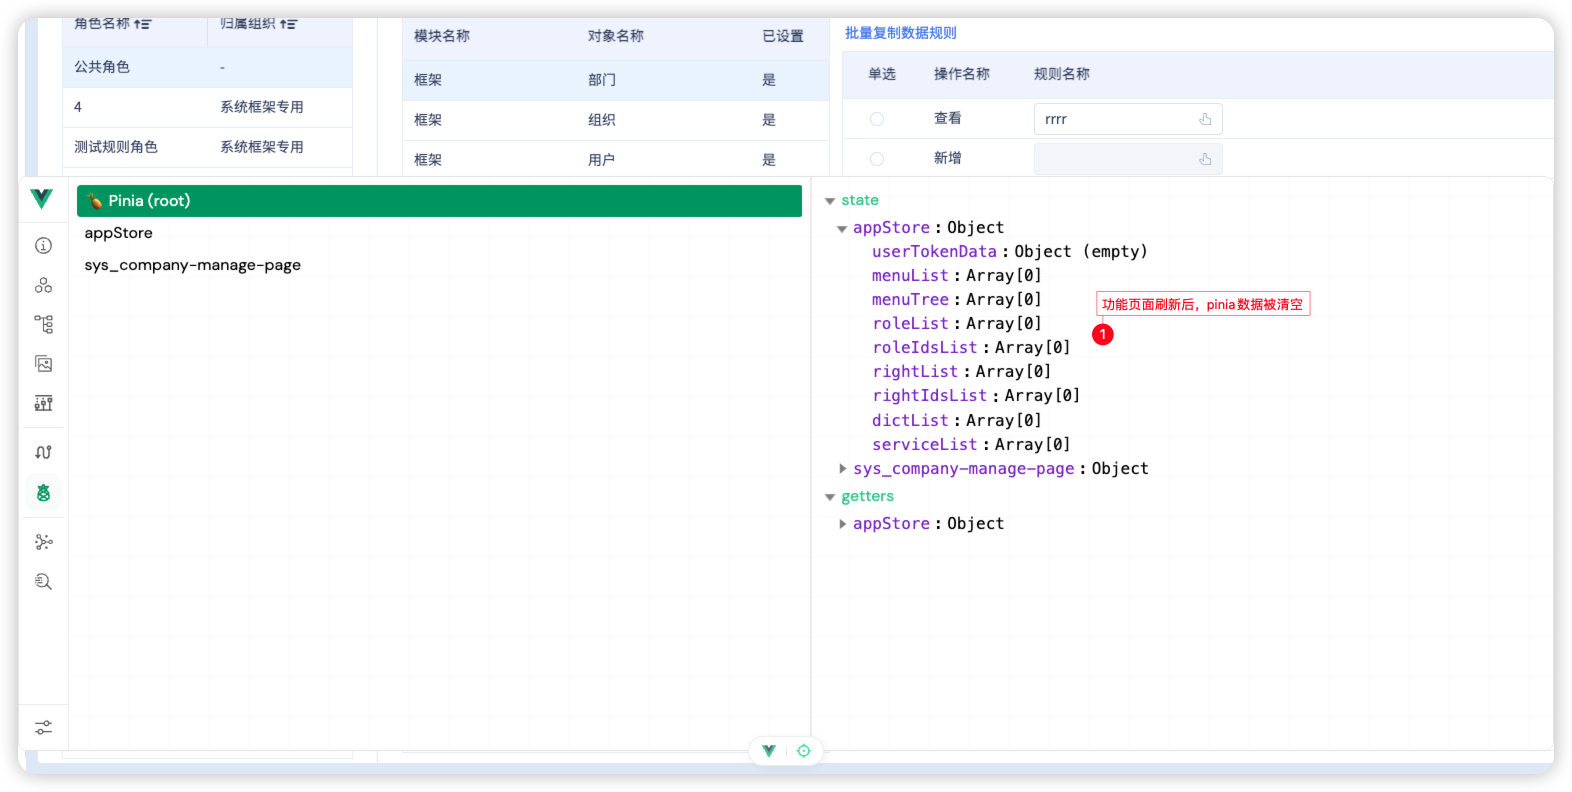 角色名称 归属组织
公共角色 -
4 系统框架专用
测试规则角色 系统框架专用
模块名称 对象名称 已设置
框架 部门 是
框架 组织 是
框架 用户 是
批量复制数据规则
单选 操作名称 规则名称
查看 rrrr
新增
🍍 Pinia (root)
appStore
sys_company-manage-page
state
appStore : Object
userTokenData : Object (empty)
menuList : Array[0]
menuTree : Array[0]
roleList : Array[0]
roleIdsList : Array[0]
rightList : Array[0]
rightIdsList : Array[0]
dictList : Array[0]
serviceList : Array[0]
sys_company-manage-page : Object
getters
appStore : Object
功能页面刷新后，pinia数据被清空
1